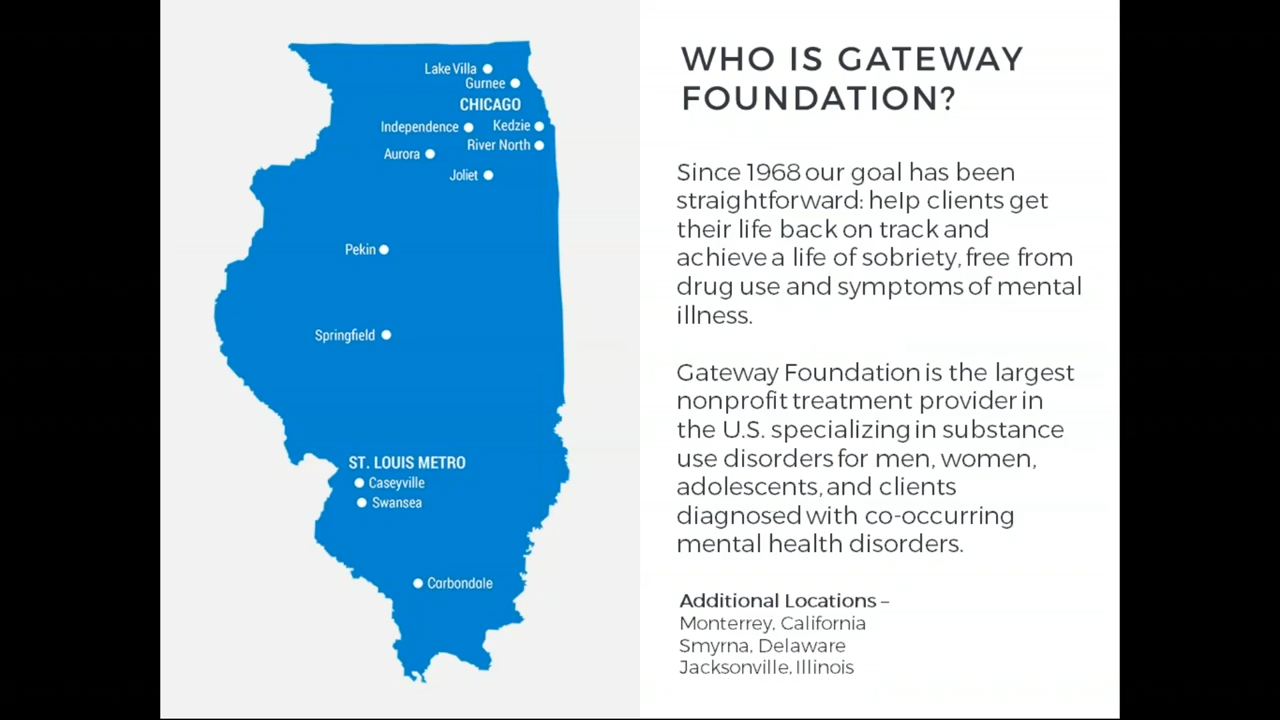 Lake Villa
Gurnee
CHICAGO
Independence
Kedzie
River North
Aurora
Joliet
Pekin
Springfield
ST. LOUIS METRO
Caseyville
Swansea
Carbondale
WHO IS GATEWAY
FOUNDATION?
Since 1968 our goal has been
straightforward: help clients get
their life back on track and
achieve a life of sobriety, free from
drug use and symptoms of mental
illness.
Gateway Foundation is the largest
nonprofit treatment provider in
the U.S. specializing in substance
use disorders for men, women,
adolescents, and clients
diagnosed with co-occurring
mental health disorders.
Additional Locations –
Monterrey, California
Smyrna, Delaware
Jacksonville, Illinois